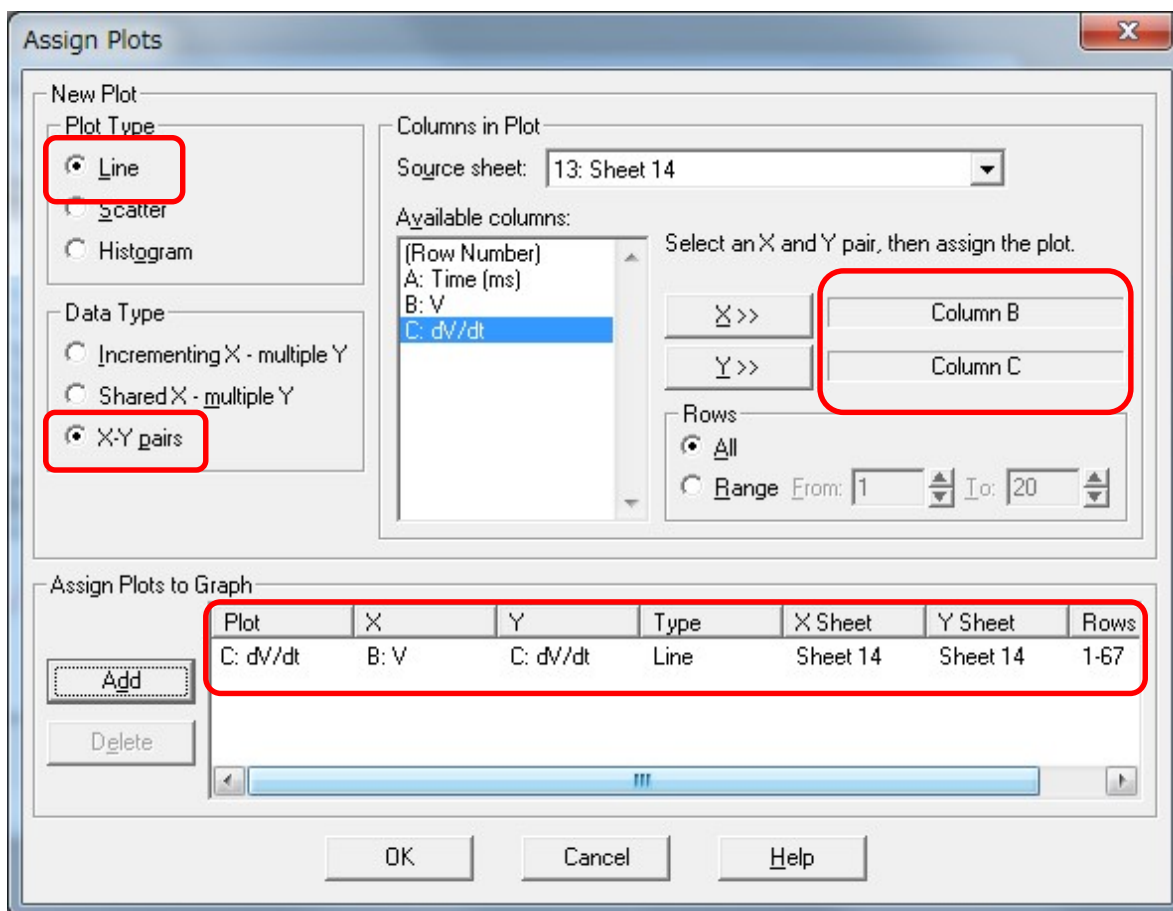 Assign Plots
New Plot
Plot Type
Line
Scatter
Histogram
Data Type
Incrementing X - multiple Y
Shared X - multiple Y
X-Y pairs
Columns in Plot
Source sheet: 13: Sheet 14
Available columns:
(Row Number)
A: Time (ms)
B: V
C: dV/dt
Select an X and Y pair, then assign the plot.
X >> Column B
Y >> Column C
Rows
All
Range From: 1 To: 20
Assign Plots to Graph
Plot X Y Type X Sheet Y Sheet Rows
C: dV/dt B: V C: dV/dt Line Sheet 14 Sheet 14 1-67
Add
Delete
OK Cancel Help